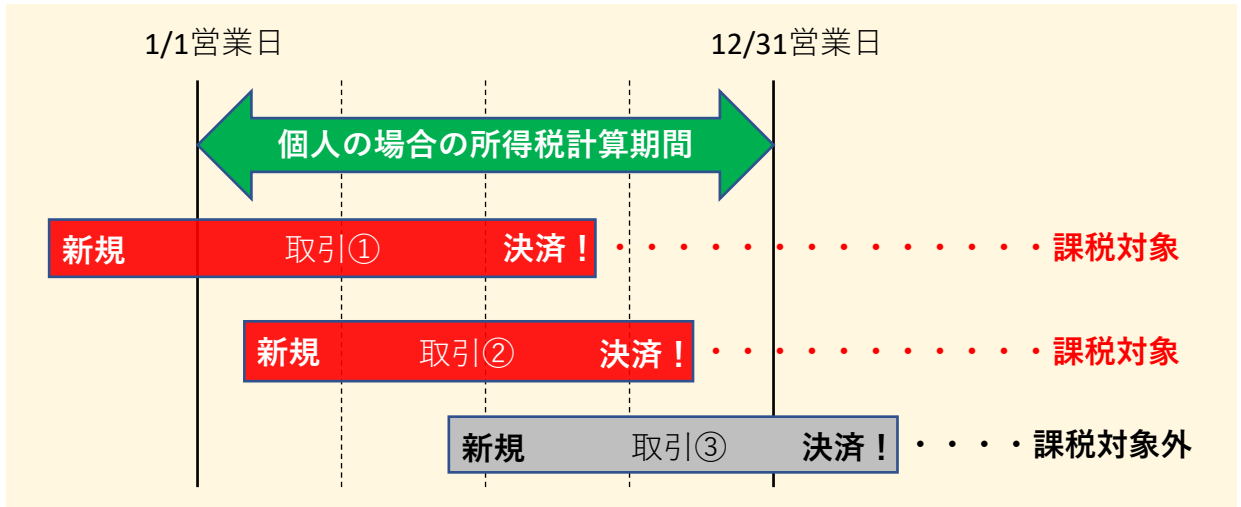 1/1営業日 12/31営業日
個人の場合の所得税計算期間
新規 取引① 決済！・・・・・・・・・・・・・・・課税対象
新規 取引② 決済！・・・・・・・・・・・・課税対象
新規 取引③ 決済！・・・・課税対象外